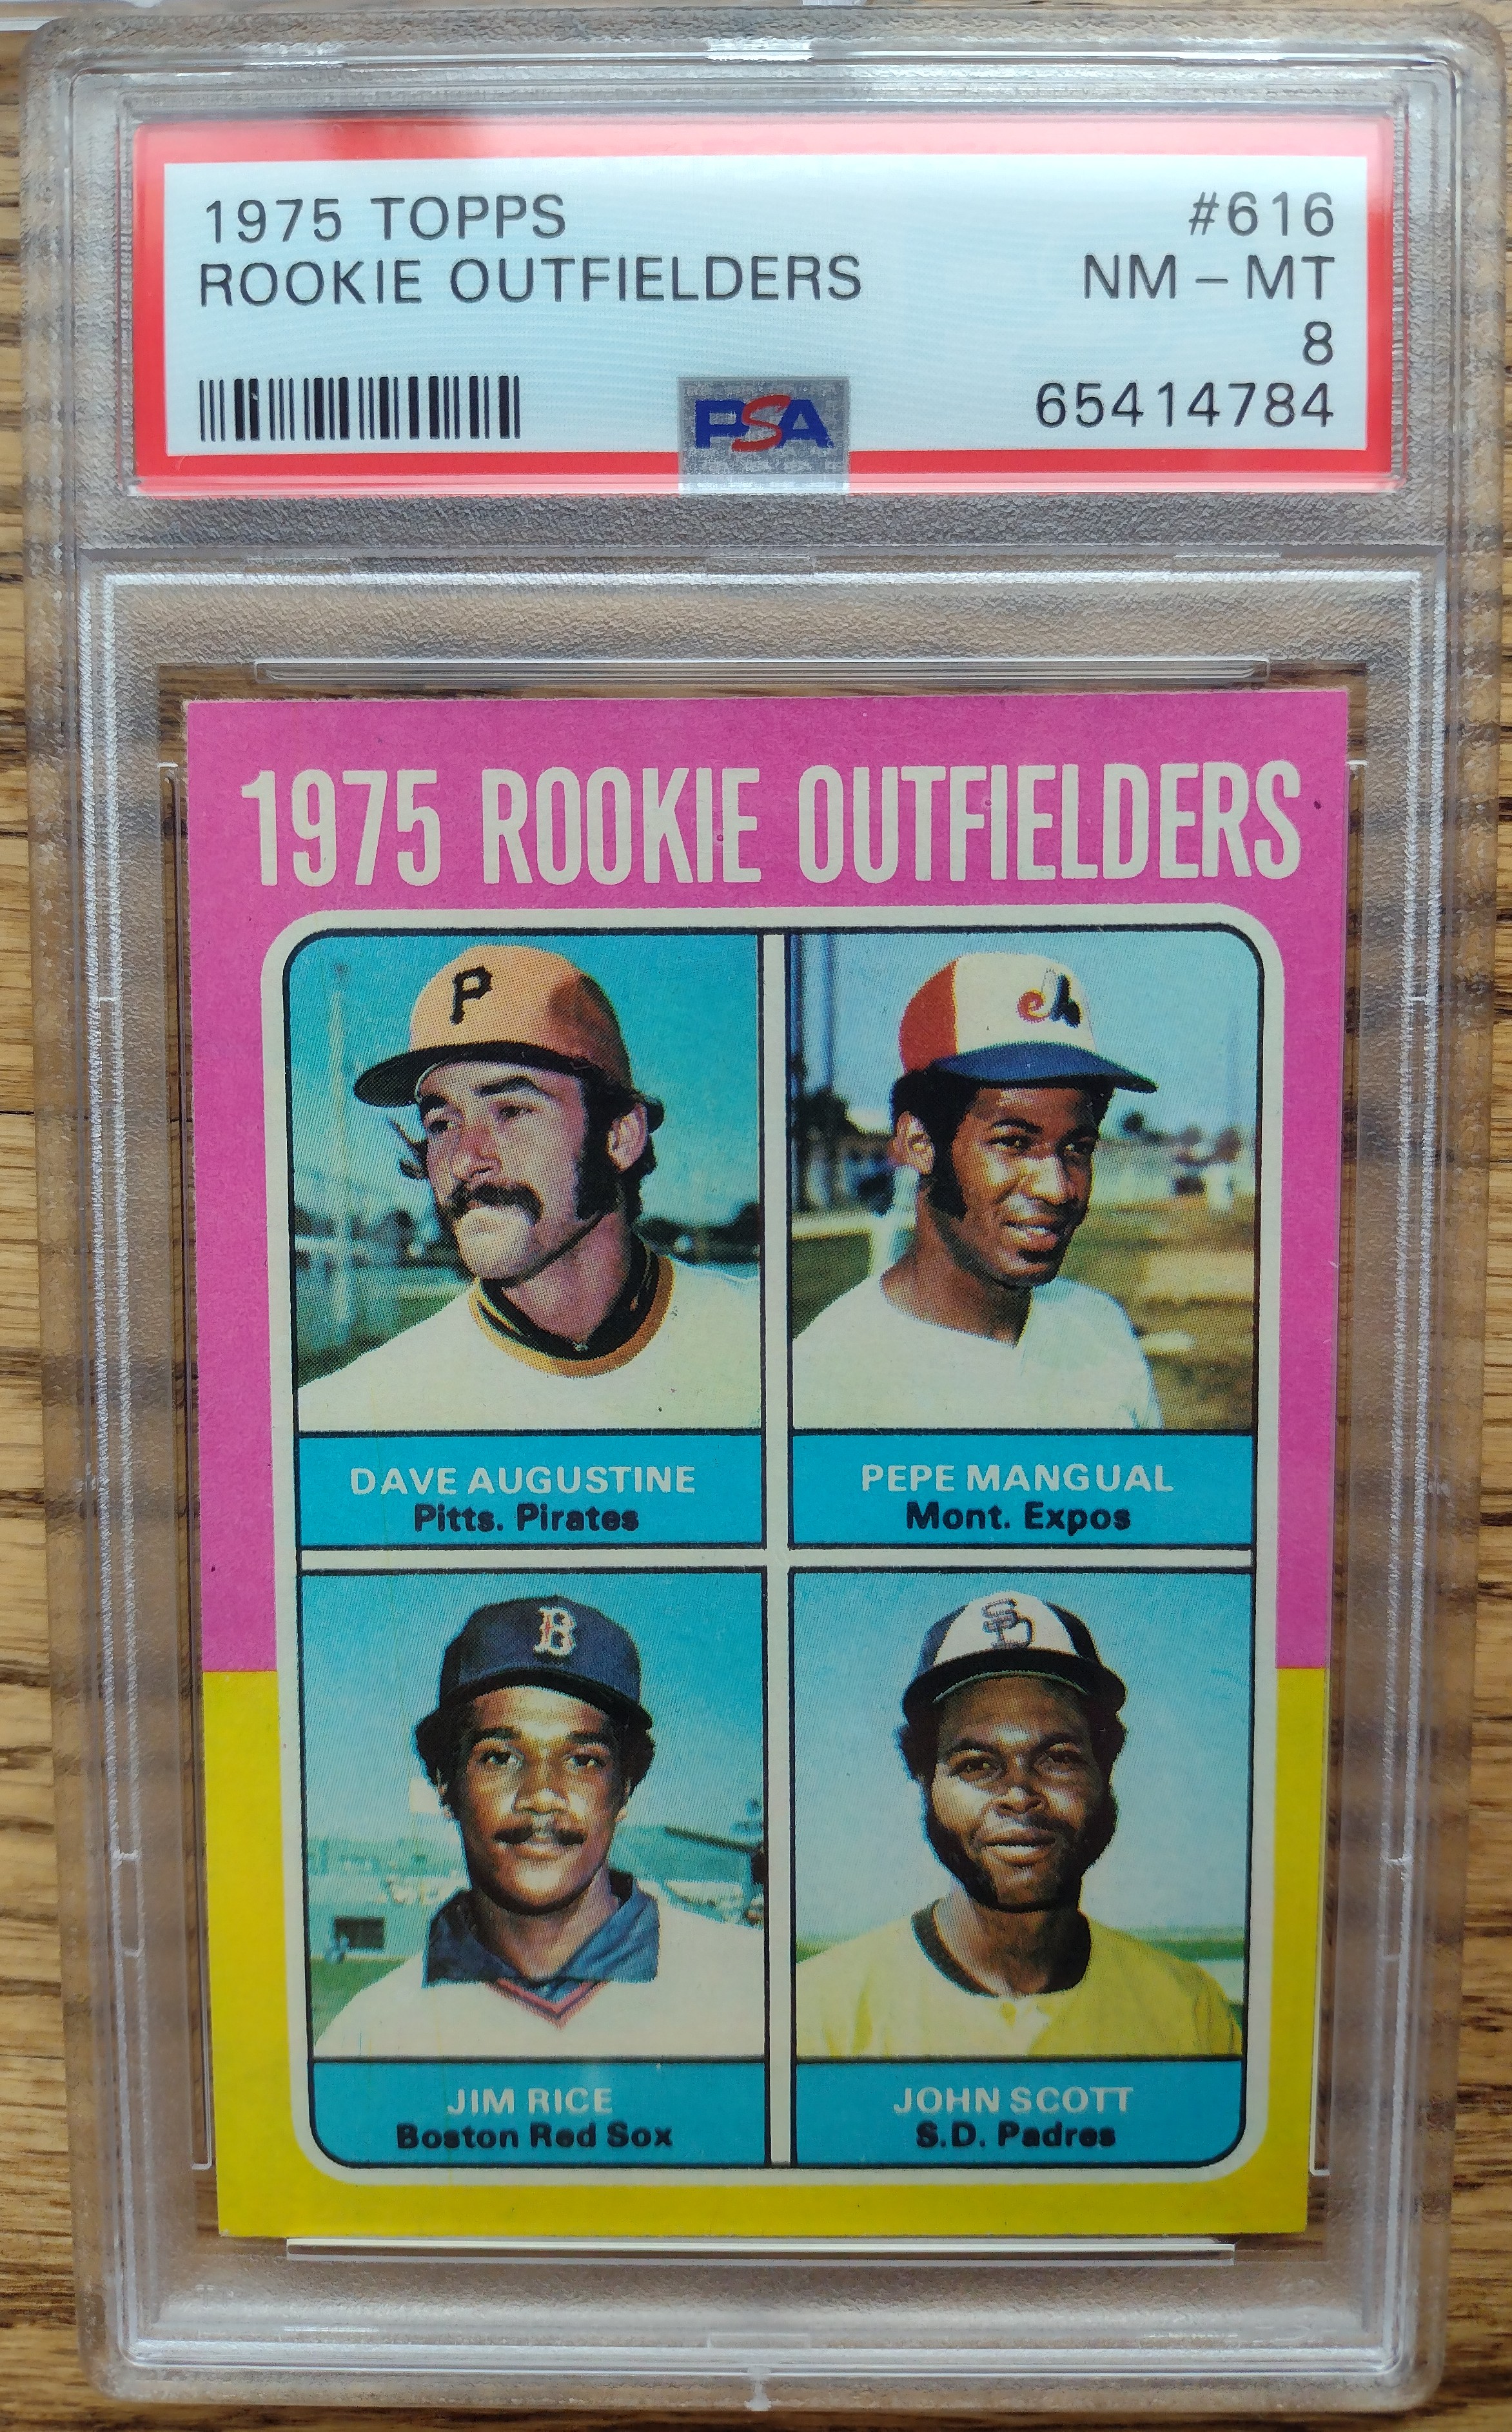 1975 TOPPS #616
ROOKIE OUTFIELDERS NM - MT
8
PSA 65414784
1975 ROOKIE OUTFIELDERS
P
DAVE AUGUSTINE
Pitts. Pirates
PEPE MANGUAL
Mont. Expos
B
SD
JIM RICE
Boston Red Sox
JOHN SCOTT
S.D. Padres